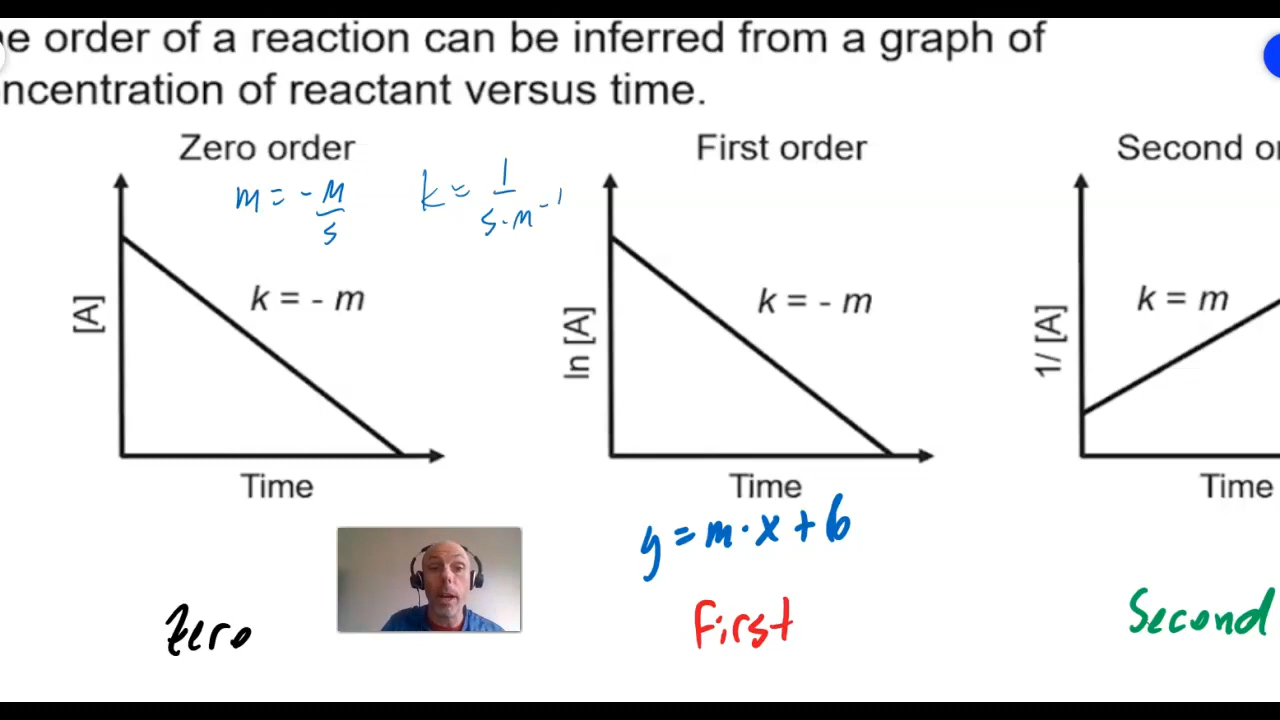 e order of a reaction can be inferred from a graph of
ncentration of reactant versus time.
Zero order
First order
Second or
m = - M/s
k = 1/s·M⁻¹
[A]
k = - m
ln [A]
k = - m
1/ [A]
k = m
Time
Time
Time
y = m·x + b
Zero
First
Second